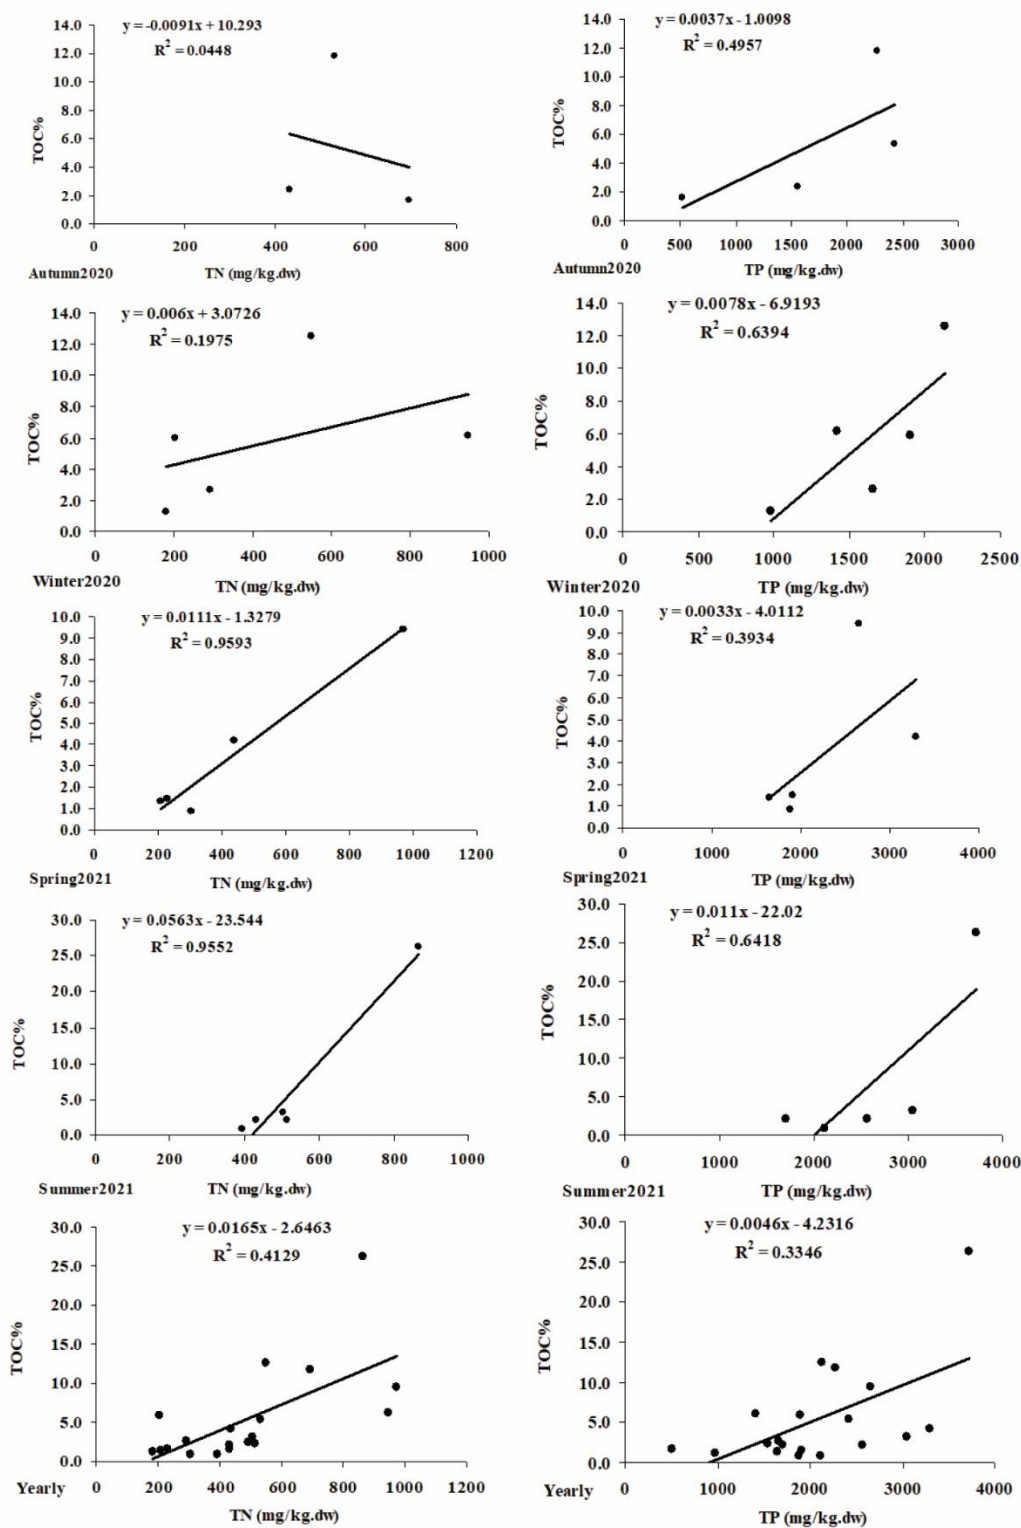 y = -0.0091x + 10.293
R² = 0.0448
14.0
12.0
10.0
8.0
6.0
4.0
2.0
0.0
TOC%
0 200 400 600 800
Autumn2020 TN (mg/kg.dw)
y = 0.0037x - 1.0098
R² = 0.4957
14.0
12.0
10.0
8.0
6.0
4.0
2.0
0.0
TOC%
0 500 1000 1500 2000 2500 3000
Autumn2020 TP (mg/kg.dw)
y = 0.006x + 3.0726
R² = 0.1975
14.0
12.0
10.0
8.0
6.0
4.0
2.0
0.0
TOC%
0 200 400 600 800 1000
Winter2020 TN (mg/kg.dw)
y = 0.0078x - 6.9193
R² = 0.6394
14.0
12.0
10.0
8.0
6.0
4.0
2.0
0.0
TOC%
0 500 1000 1500 2000 2500
Winter2020 TP (mg/kg.dw)
y = 0.0111x - 1.3279
R² = 0.9593
10.0
9.0
8.0
7.0
6.0
5.0
4.0
3.0
2.0
1.0
0.0
TOC%
0 200 400 600 800 1000 1200
Spring2021 TN (mg/kg.dw)
y = 0.0033x - 4.0112
R² = 0.3934
10.0
9.0
8.0
7.0
6.0
5.0
4.0
3.0
2.0
1.0
0.0
TOC%
0 1000 2000 3000 4000
Spring2021 TP (mg/kg.dw)
y = 0.0563x - 23.544
R² = 0.9552
30.0
25.0
20.0
15.0
10.0
5.0
0.0
TOC%
0 200 400 600 800 1000
Summer2021 TN (mg/kg.dw)
y = 0.011x - 22.02
R² = 0.6418
30.0
25.0
20.0
15.0
10.0
5.0
0.0
TOC%
0 1000 2000 3000 4000
Summer2021 TP (mg/kg.dw)
y = 0.0165x - 2.6463
R² = 0.4129
30.0
25.0
20.0
15.0
10.0
5.0
0.0
TOC%
0 200 400 600 800 1000 1200
Yearly TN (mg/kg.dw)
y = 0.0046x - 4.2316
R² = 0.3346
30.0
25.0
20.0
15.0
10.0
5.0
0.0
TOC%
0 1000 2000 3000 4000
Yearly TP (mg/kg.dw)